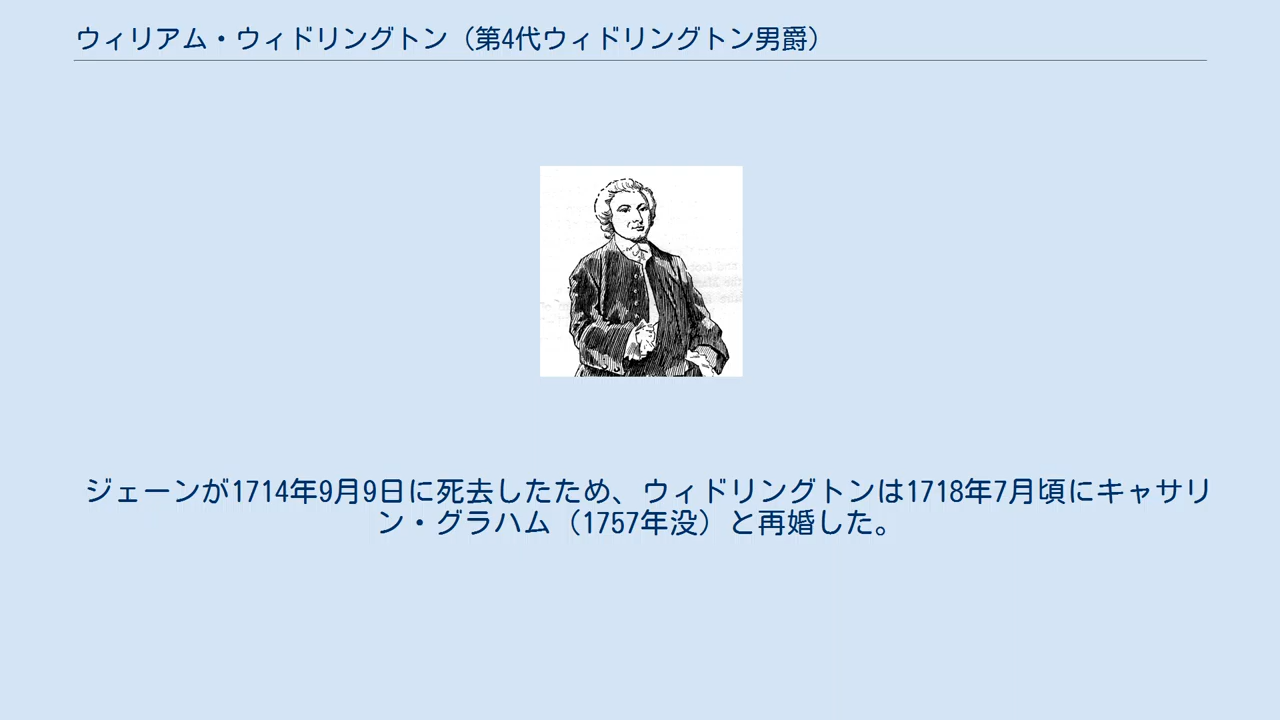 ウィリアム・ウィドリングトン（第4代ウィドリングトン男爵）
ジェーンが1714年9月9日に死去したため、ウィドリングトンは1718年7月頃にキャサリ
ン・グラハム（1757年没）と再婚した。